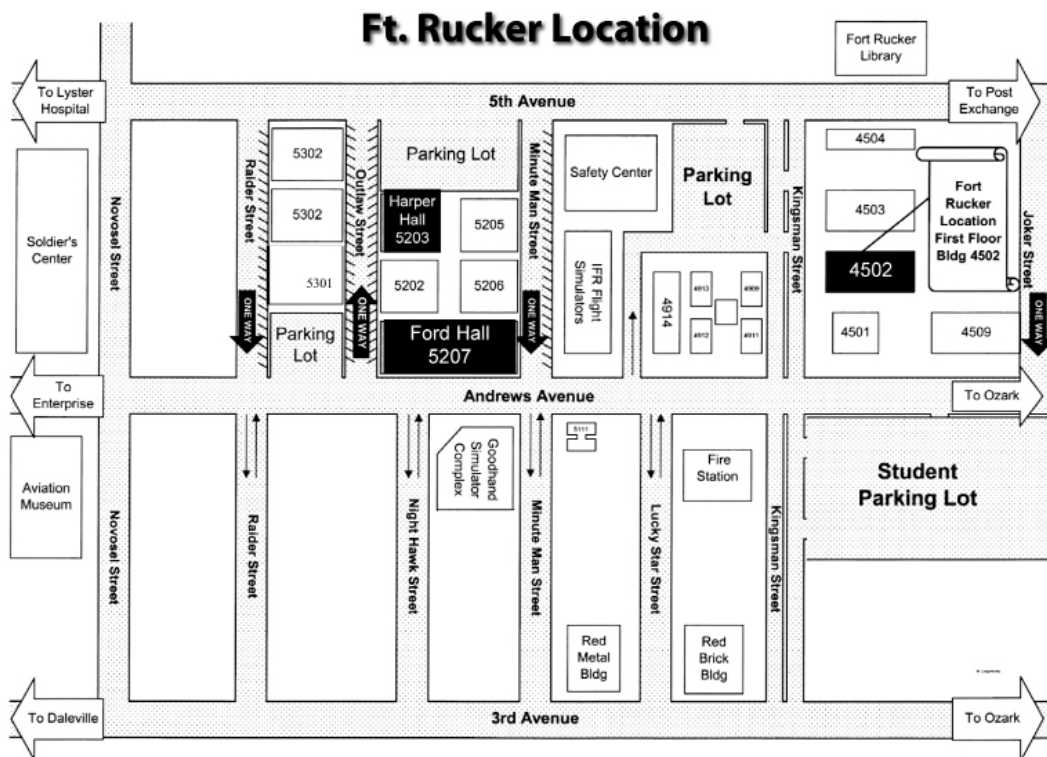 Ft. Rucker Location
Fort Rucker
Library
To Lyster
Hospital
5th Avenue
To Post
Exchange
Soldier's
Center
Novosel Street
Raider Street
5302
5302
5301
Parking
Lot
ONE WAY
Outlaw Street
ONE WAY
Parking Lot
Harper
Hall
5203
5205
5202
5206
Ford Hall
5207
Minute Man Street
ONE WAY
Safety Center
IFR Flight
Simulators
Parking
Lot
4914
4913
4909
4912
4911
Kingsman Street
4504
4503
4502
4501
4509
Fort
Rucker
Location
First Floor
Bldg 4502
Joker Street
ONE WAY
To
Enterprise
Andrews Avenue
To Ozark
Aviation
Museum
Novosel Street
Raider Street
Night Hawk Street
Goodhand
Simulator
Complex
Minute Man Street
5111
Lucky Star Street
Fire
Station
Kingsman Street
Student
Parking Lot
Red
Metal
Bldg
Red
Brick
Bldg
To Daleville
3rd Avenue
To Ozark